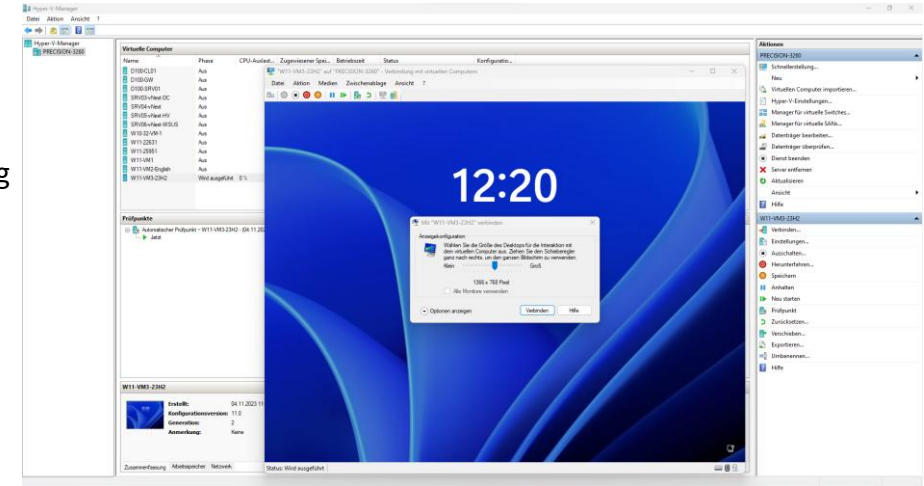 Hyper-V-Manager
Datei Aktion Ansicht ?
Hyper-V-Manager
PRECISION-3260
g
Virtuelle Computer
Name Phase CPU-Auslast... Zugewiesener Spei... Betriebszeit Status Konfiguratio...
D100-CL01 Aus
D100-GW Aus
D100-SRV01 Aus
SRV03-vNext-DC Aus
SRV04-vNext Aus
SRV05-vNext-HV Aus
SRV06-vNext-WSUS Aus
W10-32-VM-1 Aus
W11-22631 Aus
W11-25951 Aus
W11-VM1 Aus
W11-VM2-English Aus
W11-VM3-23H2 Wird ausgeführt 0 %
Prüfpunkte
Automatischer Prüfpunkt - W11-VM3-23H2 - (04.11.202
Jetzt
W11-VM3-23H2
Erstellt: 04.11.2023 11
Konfigurationsversion: 11.0
Generation: 2
Anmerkung: Keine
Zusammenfassung Arbeitsspeicher Netzwerk
"W11-VM3-23H2" auf "PRECISION-3260" - Verbindung mit virtuellen Computern
Datei Aktion Medien Zwischenablage Ansicht ?
12:20
Mit "W11-VM3-23H2" verbinden
Anzeigekonfiguration
Wählen Sie die Größe des Desktops für die Interaktion mit
dem virtuellen Computer aus. Ziehen Sie den Schieberegler
ganz nach rechts, um den ganzen Bildschirm zu verwenden.
Klein Groß
1366 x 768 Pixel
Alle Monitore verwenden
Optionen anzeigen Verbinden Hilfe
Status: Wird ausgeführt
Aktionen
PRECISION-3260
Schnellerstellung...
Neu
Virtuellen Computer importieren...
Hyper-V-Einstellungen...
Manager für virtuelle Switches...
Manager für virtuelle SANs...
Datenträger bearbeiten...
Datenträger überprüfen...
Dienst beenden
Server entfernen
Aktualisieren
Ansicht
Hilfe
W11-VM3-23H2
Verbinden...
Einstellungen...
Ausschalten...
Herunterfahren...
Speichern
Anhalten
Neu starten
Prüfpunkt
Zurücksetzen...
Verschieben...
Exportieren...
Umbenennen...
Hilfe